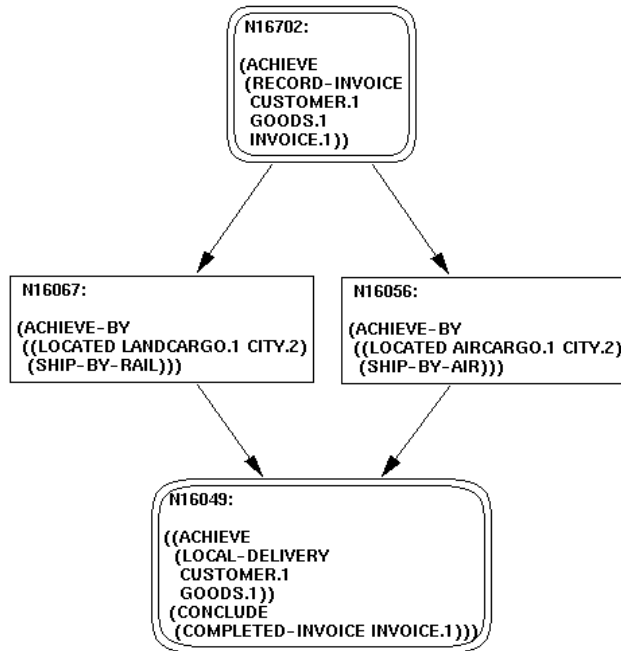 N16702:
(ACHIEVE
(RECORD-INVOICE
CUSTOMER.1
GOODS.1
INVOICE.1))
N16067:
(ACHIEVE-BY
((LOCATED LANDCARGO.1 CITY.2)
(SHIP-BY-RAIL)))
N16056:
(ACHIEVE-BY
((LOCATED AIRCARGO.1 CITY.2)
(SHIP-BY-AIR)))
N16049:
((ACHIEVE
(LOCAL-DELIVERY
CUSTOMER.1
GOODS.1))
(CONCLUDE
(COMPLETED-INVOICE INVOICE.1)))